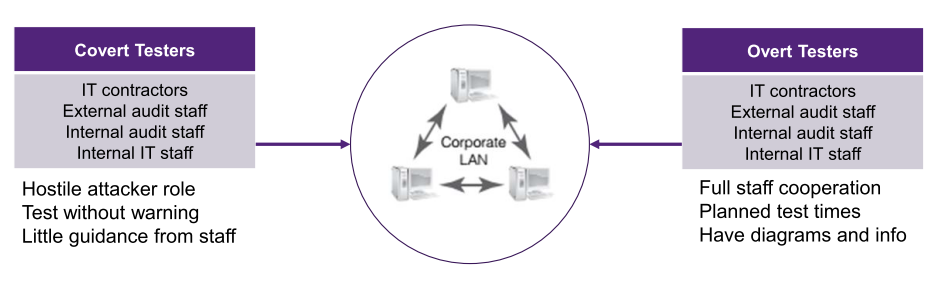 Covert Testers
IT contractors
External audit staff
Internal audit staff
Internal IT staff
Hostile attacker role
Test without warning
Little guidance from staff
Corporate
LAN
Overt Testers
IT contractors
External audit staff
Internal audit staff
Internal IT staff
Full staff cooperation
Planned test times
Have diagrams and info